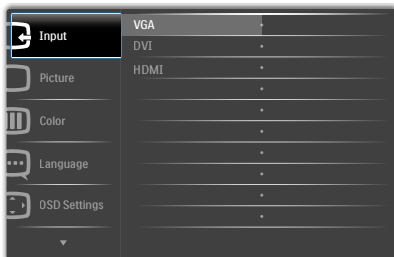 Input
VGA
DVI
HDMI
Picture
Color
Language
OSD Settings